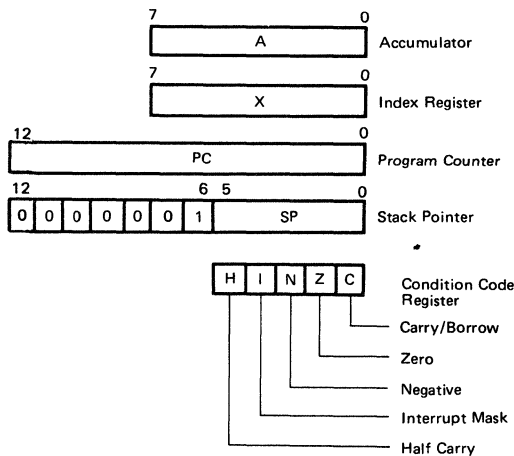 7 0
A Accumulator
7 0
X Index Register
12 0
PC Program Counter
12 6 5 0
0 0 0 0 0 0 1 SP Stack Pointer
H I N Z C Condition Code
Register
Carry/Borrow
Zero
Negative
Interrupt Mask
Half Carry